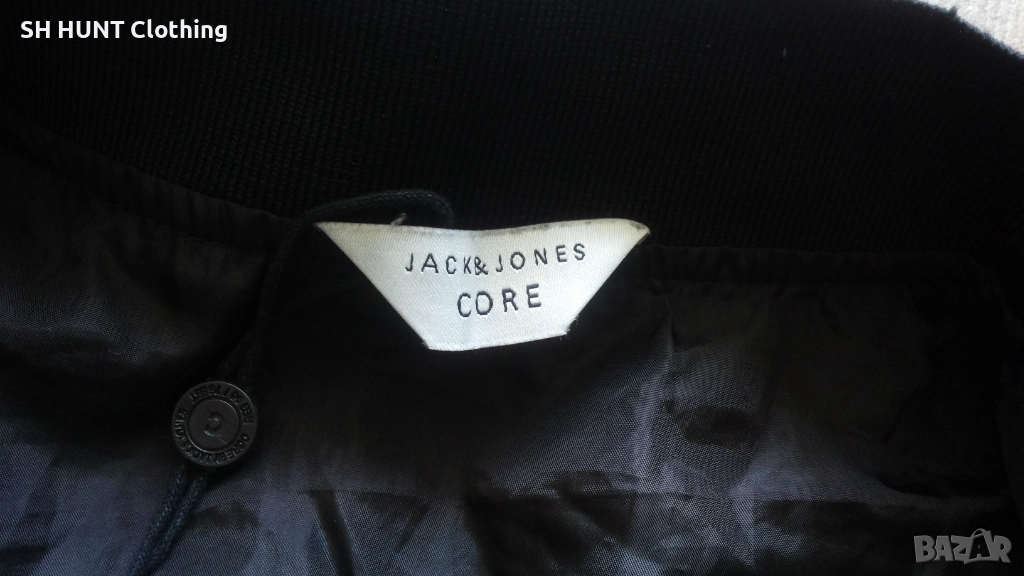 SH HUNT Clothing
JACK & JONES
CORE
BAZAR